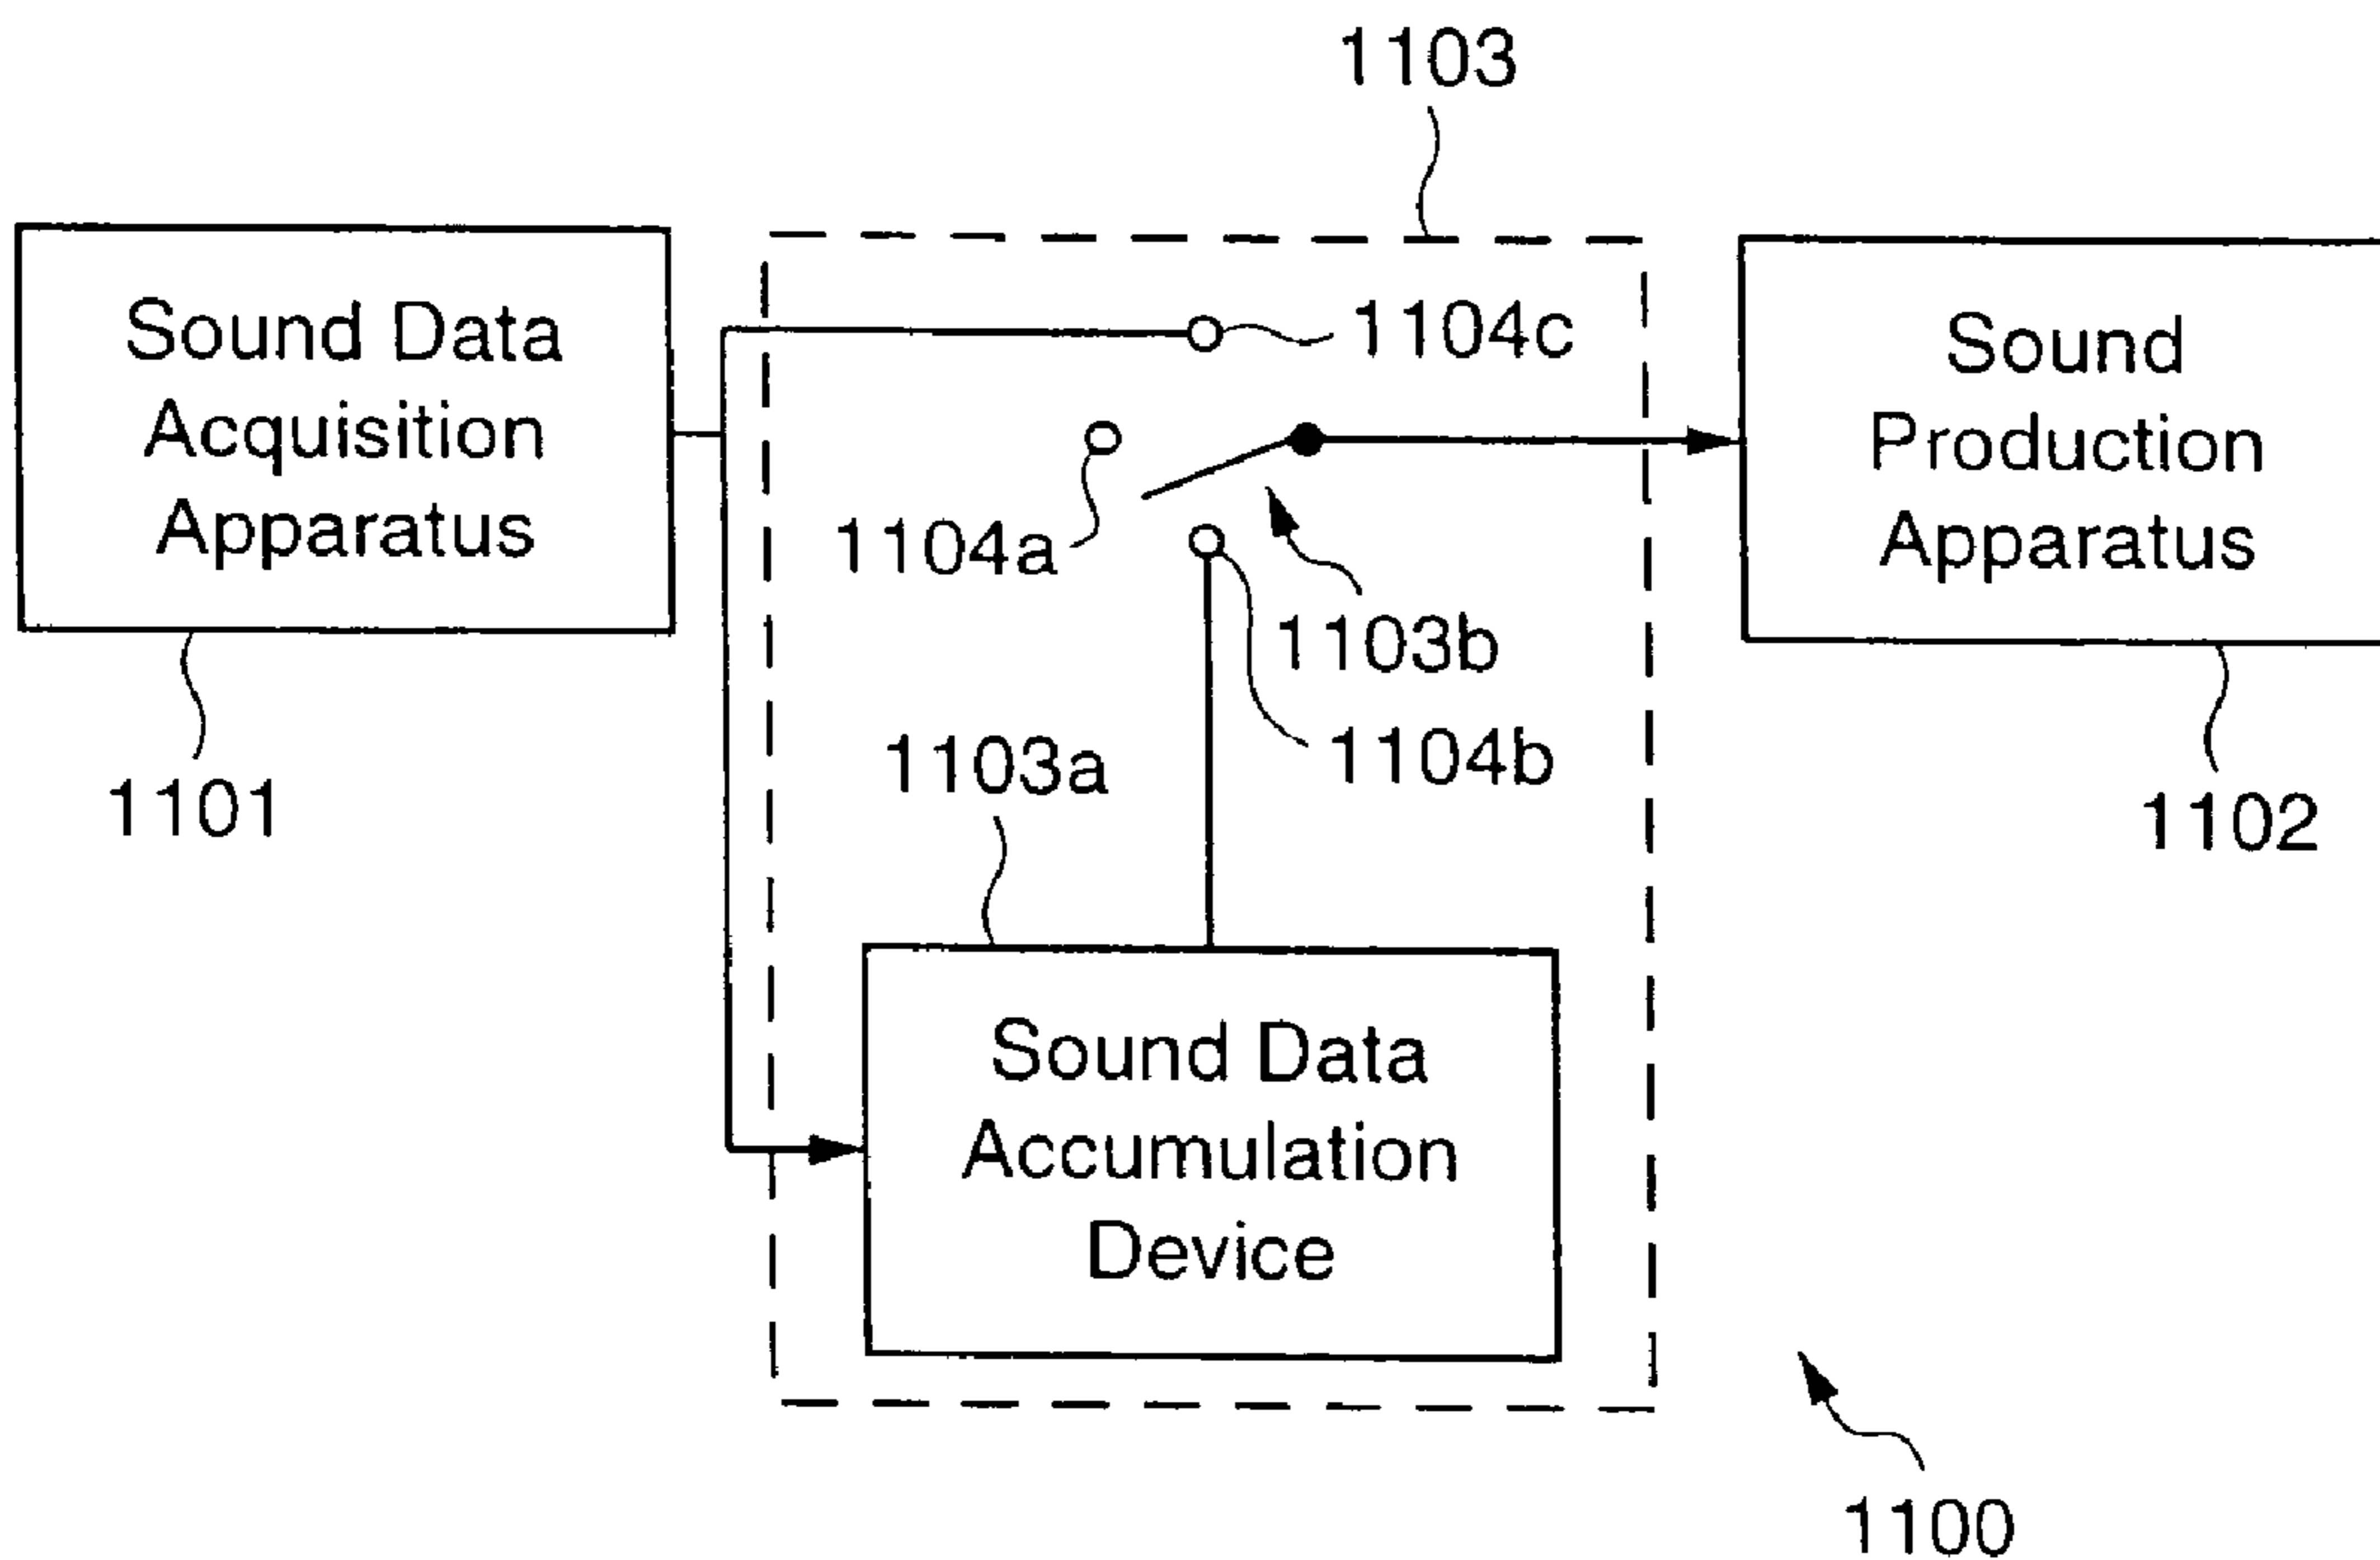 1103
Sound Data
Acquisition
Apparatus
1101
1104c
1104a
1103b
1104b
1103a
Sound Data
Accumulation
Device
Sound
Production
Apparatus
1102
1100